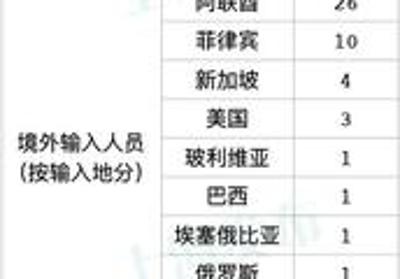 阿联酋 26
菲律宾 10
新加坡 4
美国 3
境外输入人员
(按输入地分)
玻利维亚 1
巴西 1
埃塞俄比亚 1
俄罗斯 1